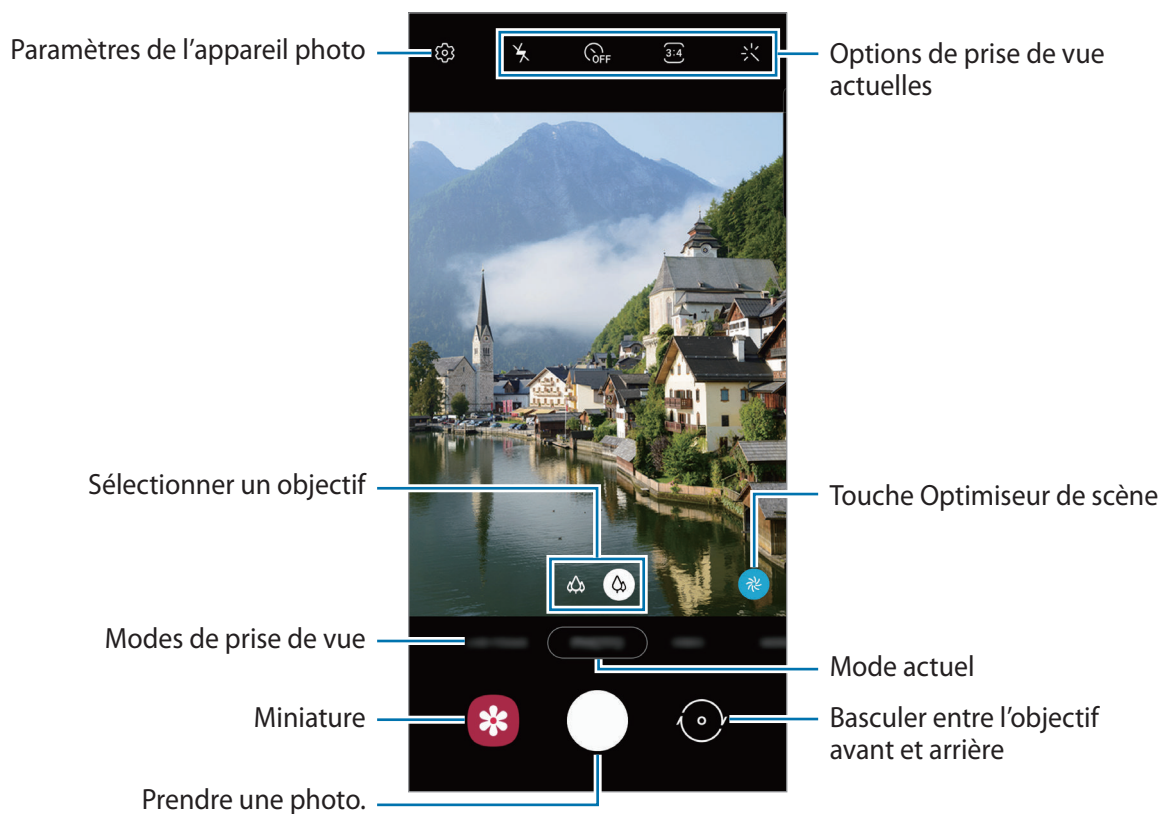 Paramètres de l'appareil photo
OFF
3:4
Options de prise de vue
actuelles
Sélectionner un objectif
Touche Optimiseur de scène
Modes de prise de vue
Mode actuel
Miniature
Basculer entre l'objectif
avant et arrière
Prendre une photo.